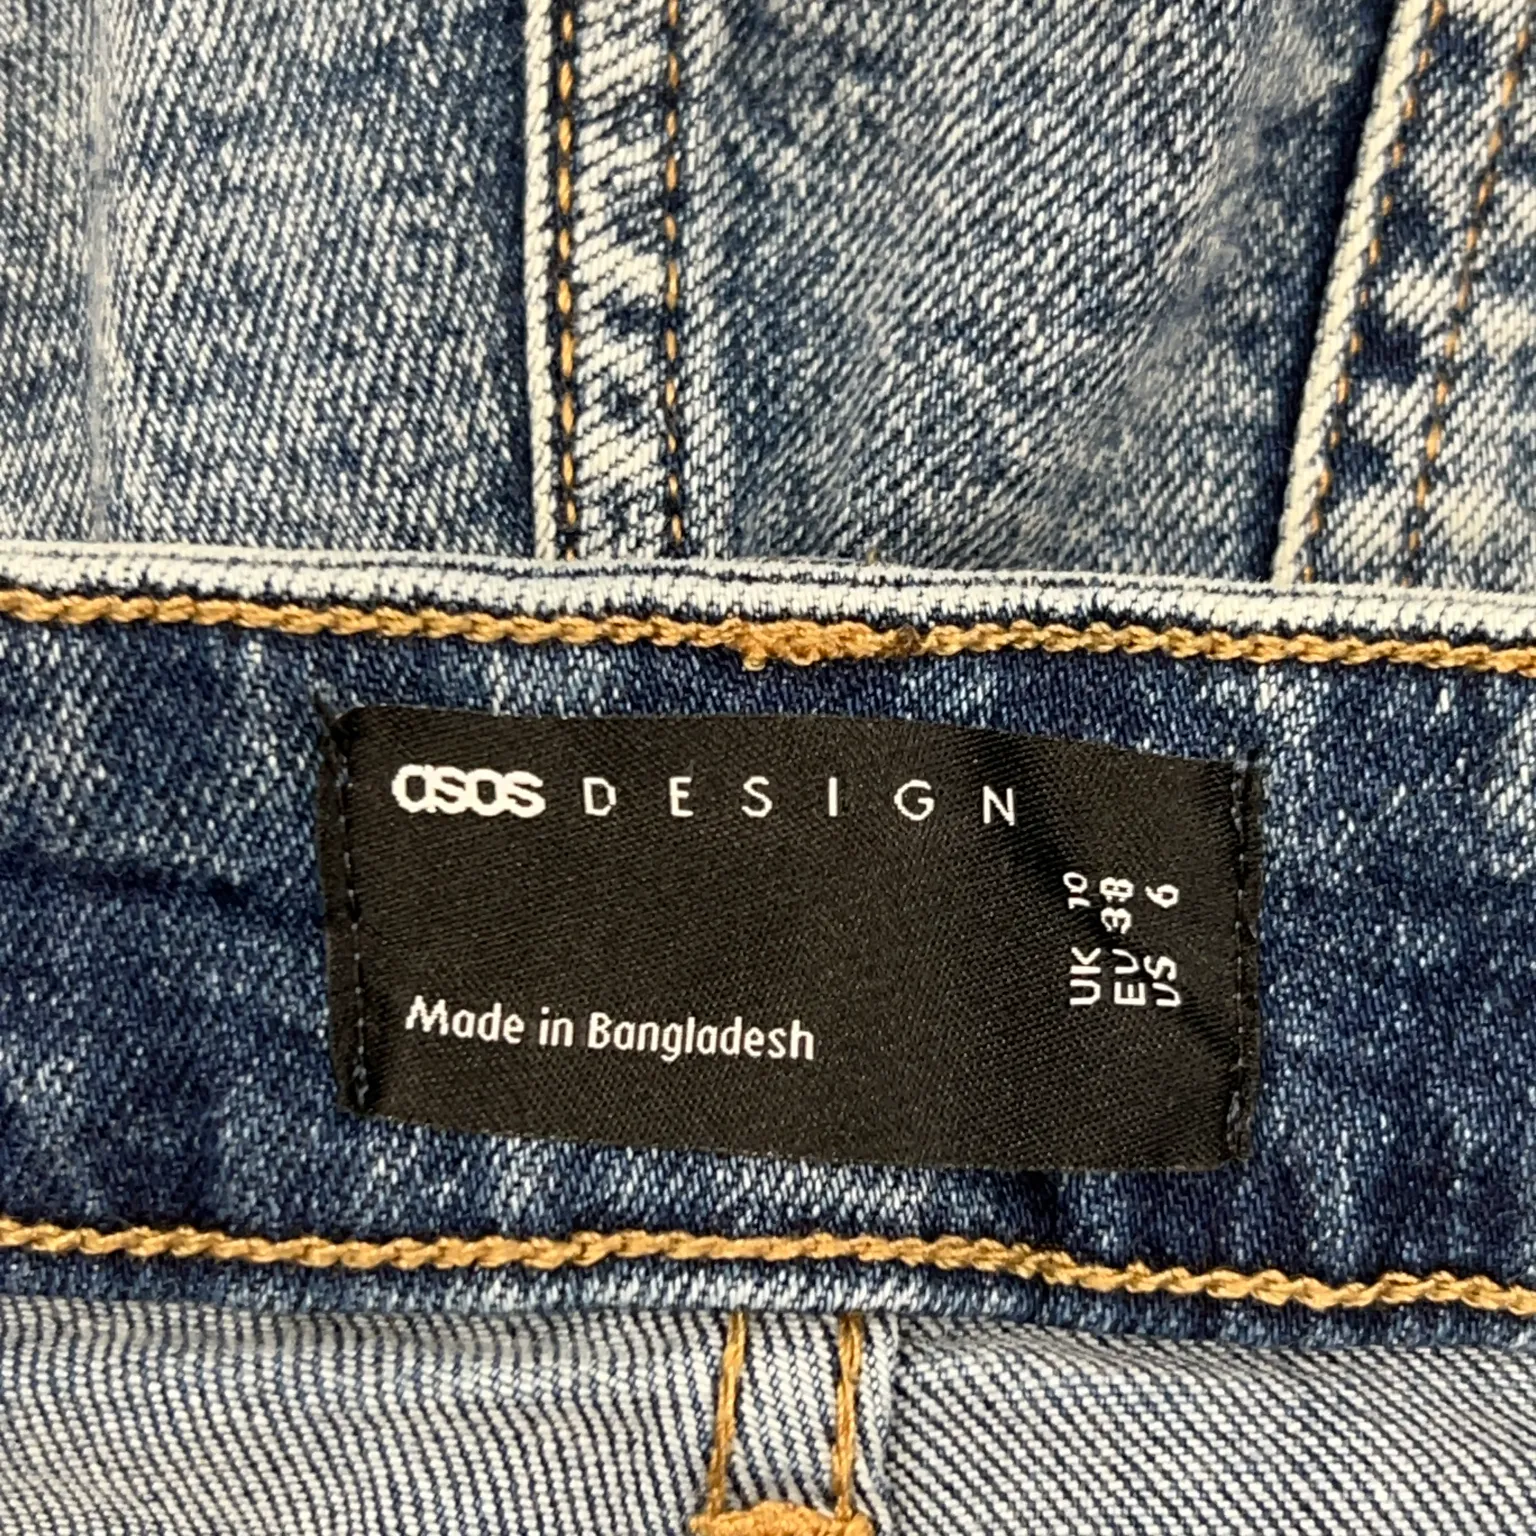 asos DESIGN
UK 10
EU 38
US 6
Made in Bangladesh